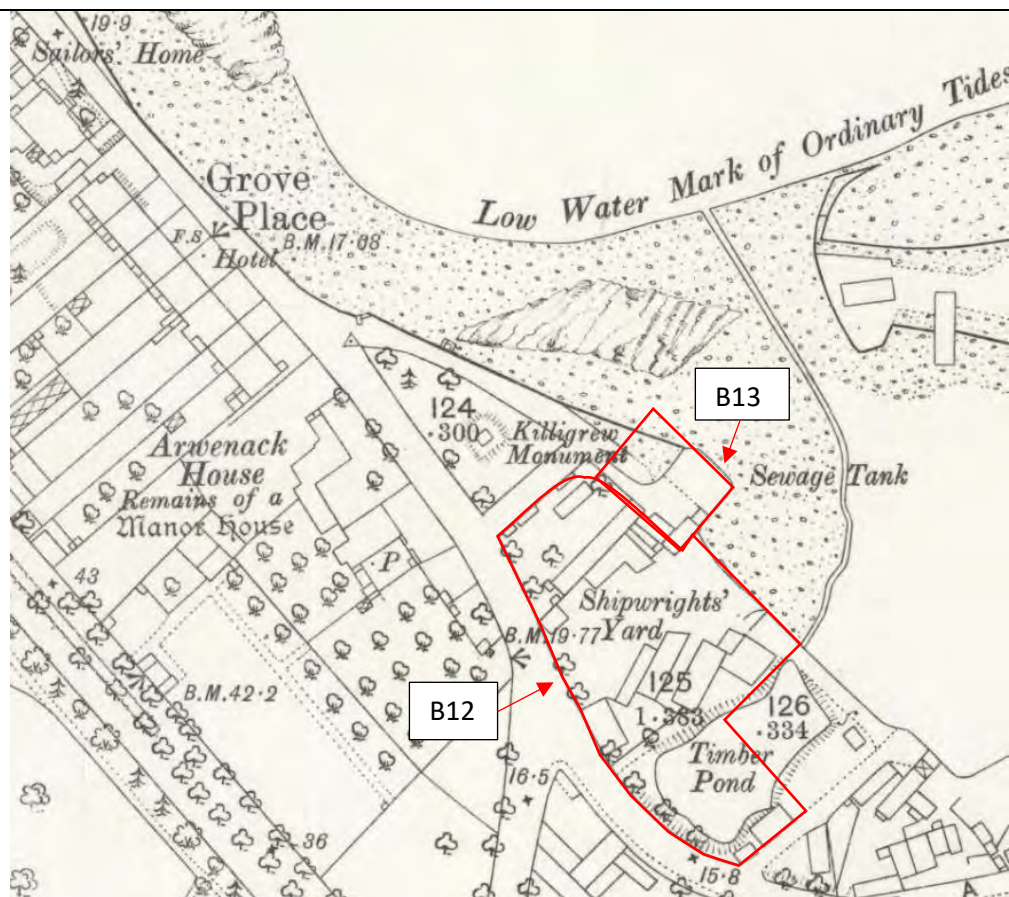 19·9
Sailors' Home
Low Water Mark of Ordinary Tides
Grove
Place
F.S
B.M.17·68
Hotel
B13
124
·300
Killigrew
Monument
Arwenack
House
Remains of a
Manor House
Sewage Tank
P
43
Shipwrights'
Yard
B.M.19·77
B.M.42·2
B12
125
1·383
126
·334
Timber
Pond
16·5
36
15·8
A